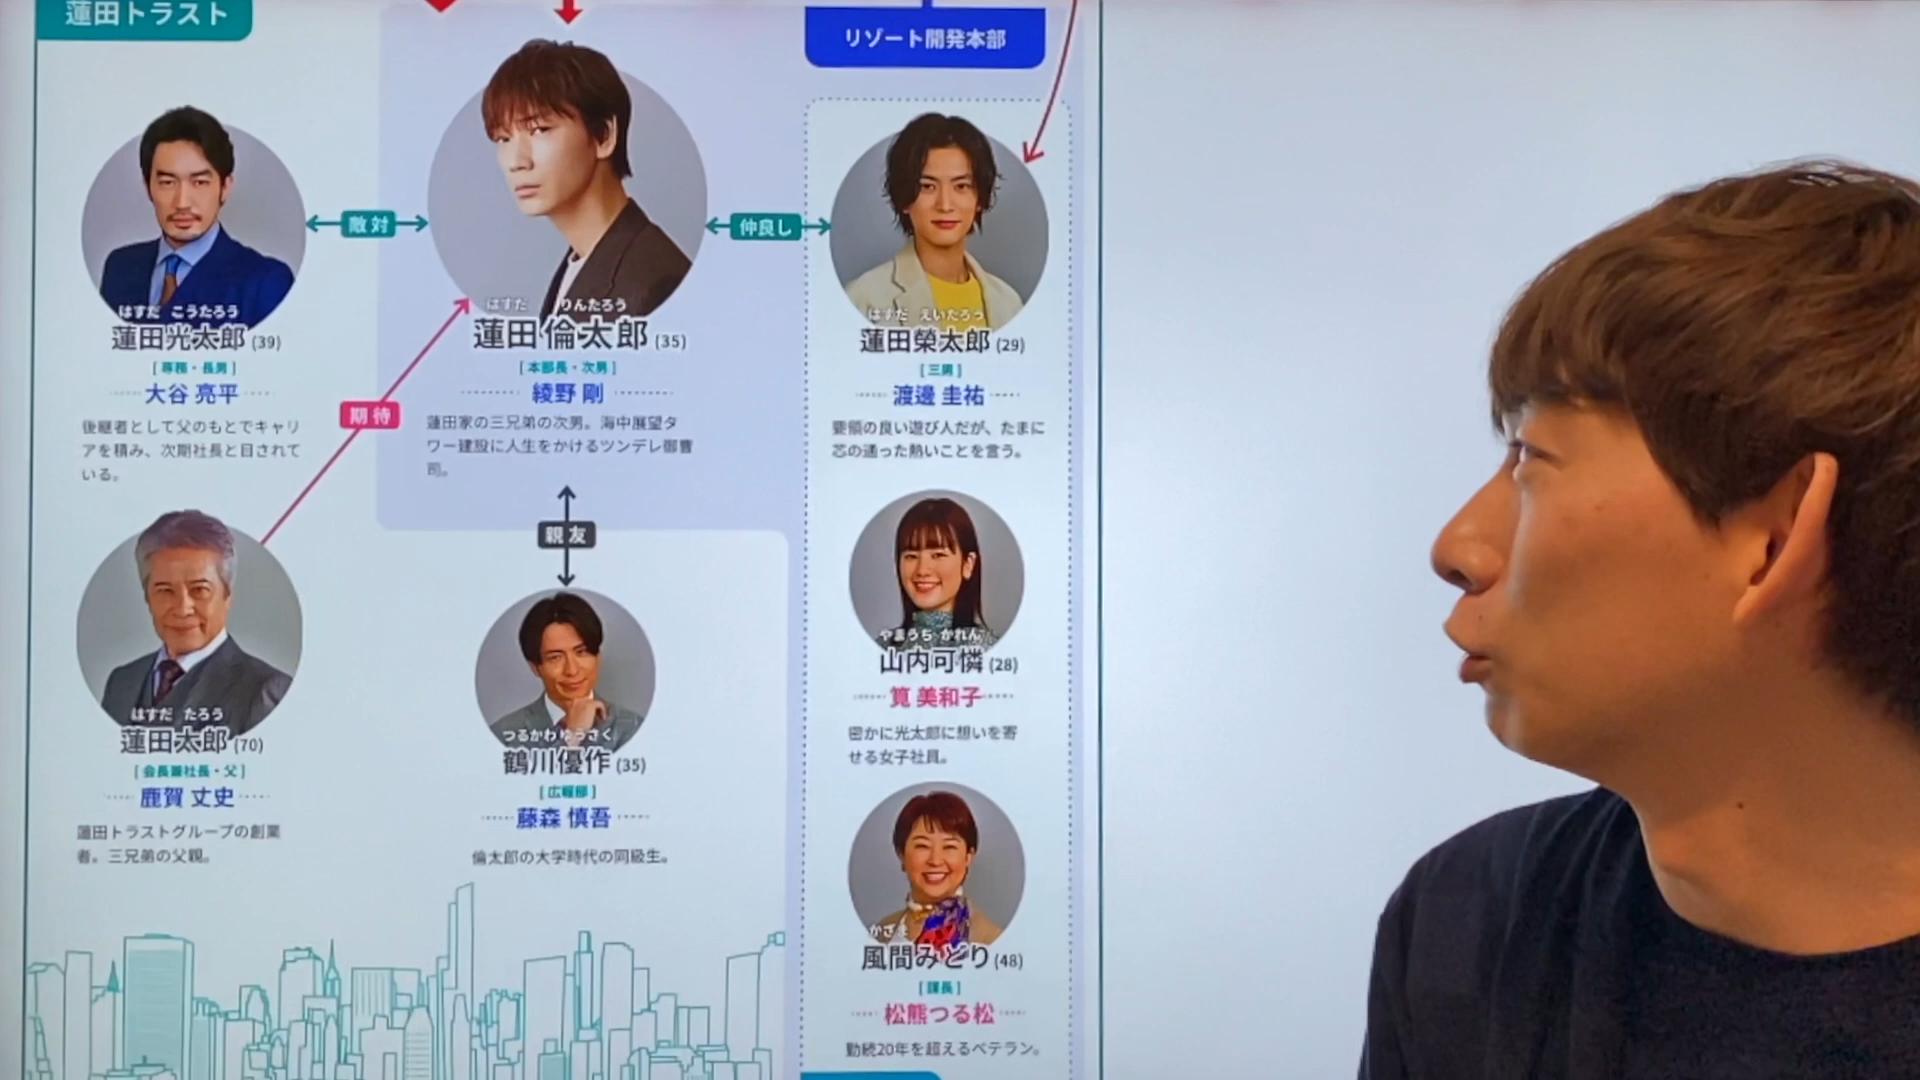 蓮田トラスト
リゾート開発本部
敵対
仲良し
はすだ こうたろう
蓮田光太郎 (39)
[専務・長男]
大谷 亮平
後継者として父のもとでキャリ
アを積み、次期社長と目されて
いる。
はすだ りんたろう
蓮田倫太郎 (35)
[本部長・次男]
綾野 剛
蓮田家の三兄弟の次男。海中展望タ
ワー建設に人生をかけるツンデレ御曹
司。
はすだ えいたろう
蓮田榮太郎 (29)
[三男]
渡邊 圭祐
要領の良い遊び人だが、たまに
芯の通った熱いことを言う。
期待
親友
はすだ たろう
蓮田太郎 (70)
[会長兼社長・父]
鹿賀 丈史
蓮田トラストグループの創業
者。三兄弟の父親。
つるかわ ゆうさく
鶴川優作 (35)
[広報部]
藤森 慎吾
倫太郎の大学時代の同級生。
やまうち かれん
山内可憐 (28)
筧 美和子
密かに光太郎に想いを寄
せる女子社員。
かざま
風間みどり (48)
[課長]
松熊つる松
勤続20年を超えるベテラン。